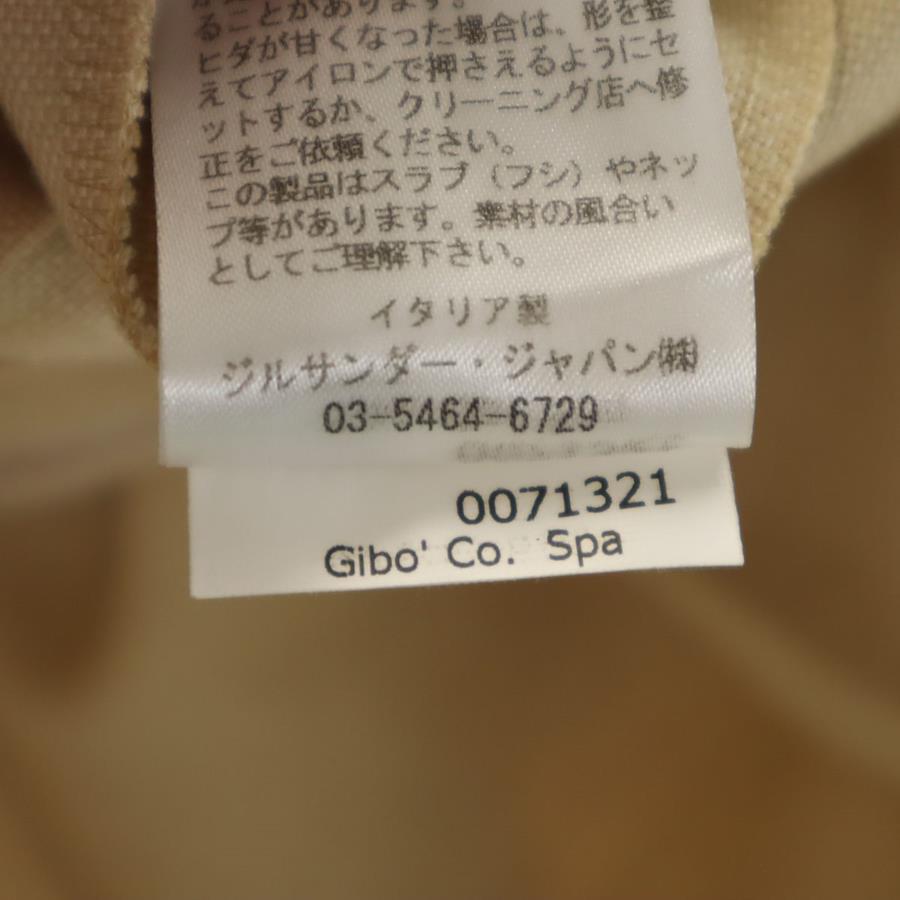 ることがあります。
ヒダが甘くなった場合は、形を整
えてアイロンで押さえるようにセ
ットするか、クリーニング店へ修
正をご依頼ください。
この製品はスラブ（フシ）やネッ
プ等があります。素材の風合い
としてご理解下さい。
イタリア製
ジルサンダー・ジャパン㈱
03-5464-6729
0071321
Gibo' Co. Spa